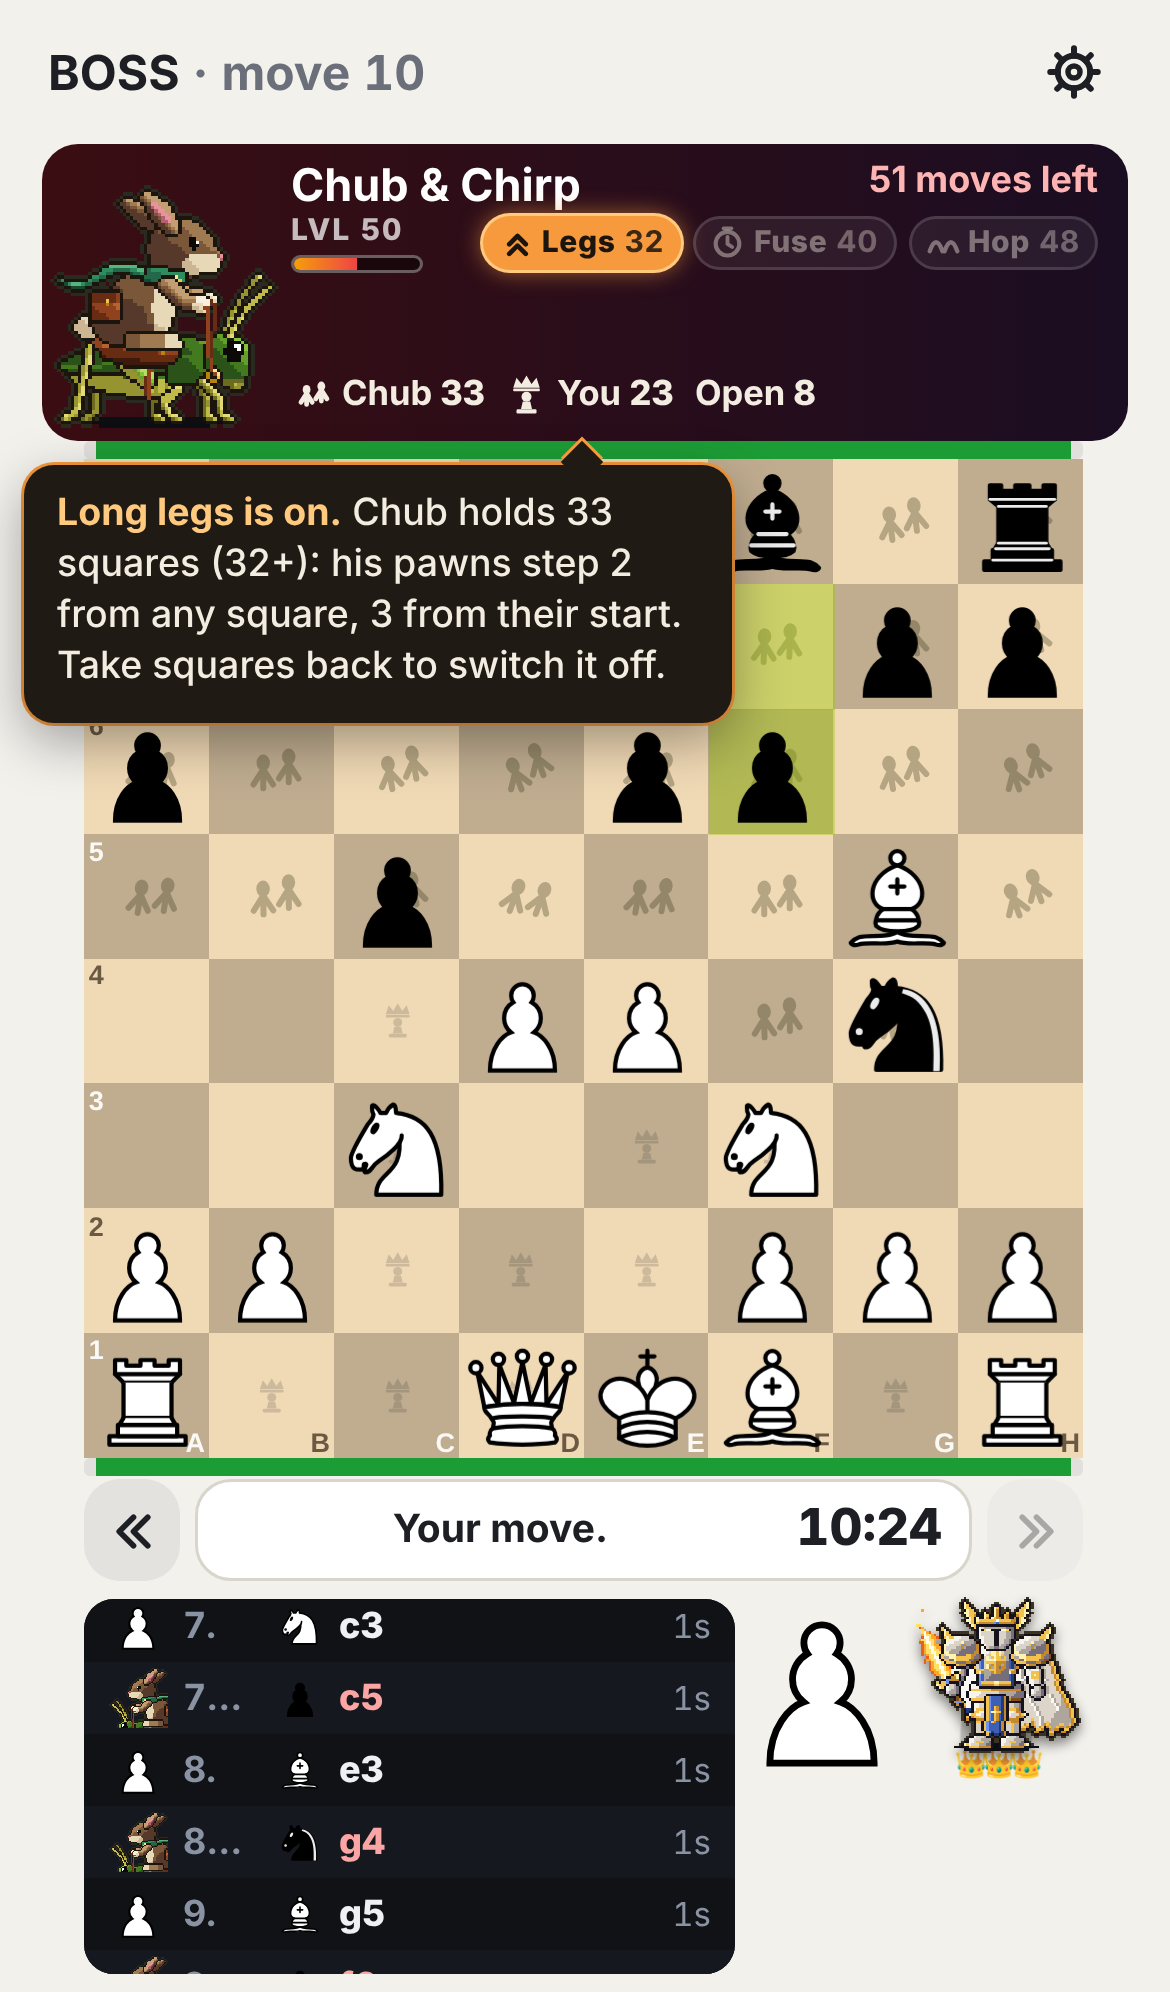 BOSS · move 10
Chub & Chirp
51 moves left
LVL 50
Legs 32
Fuse 40
Hop 48
Chub 33
You 23
Open 8
Long legs is on. Chub holds 33
squares (32+): his pawns step 2
from any square, 3 from their start.
Take squares back to switch it off.
6
5
4
3
2
1
A
B
C
D
E
F
G
H
Your move.
10:24
7. c3 1s
7... c5 1s
8. e3 1s
8... g4 1s
9. g5 1s